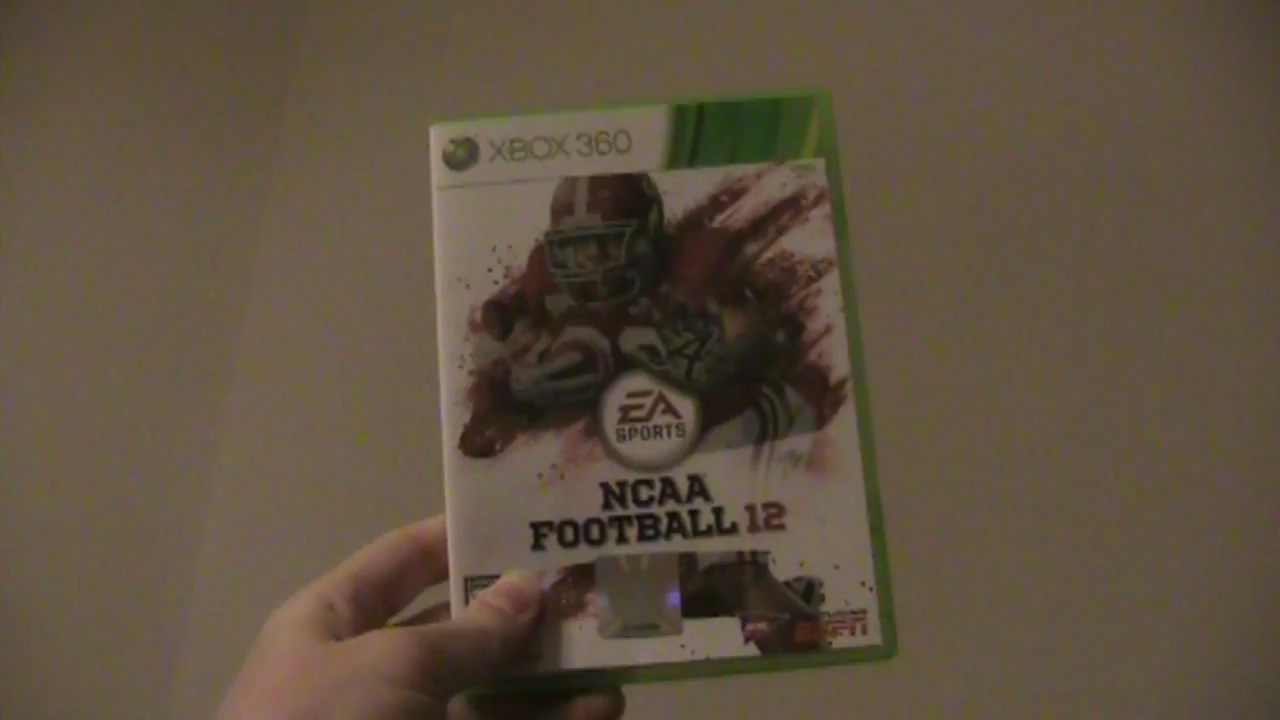 XBOX 360
EA
SPORTS
NCAA
FOOTBALL 12
ESPN